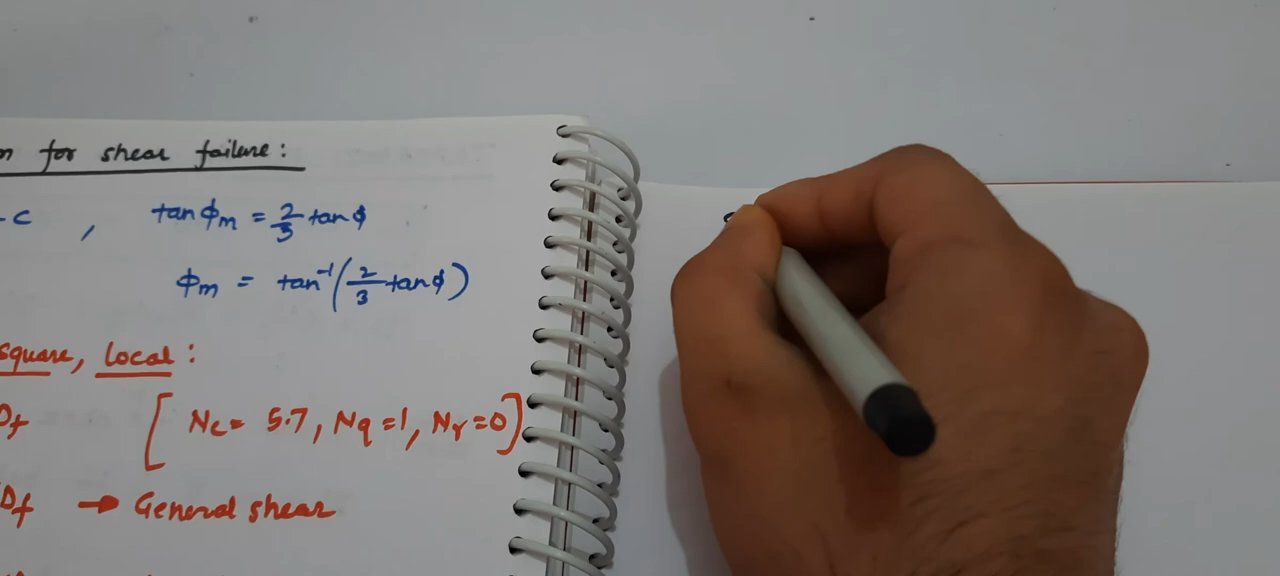 n for shear failure:
- c , tan ϕm = 2/3 tan ϕ
ϕm = tan⁻¹(2/3 tan ϕ)
square, local:
Df [Nc= 5.7, Nq =1, Nγ =0]
Df → General shear